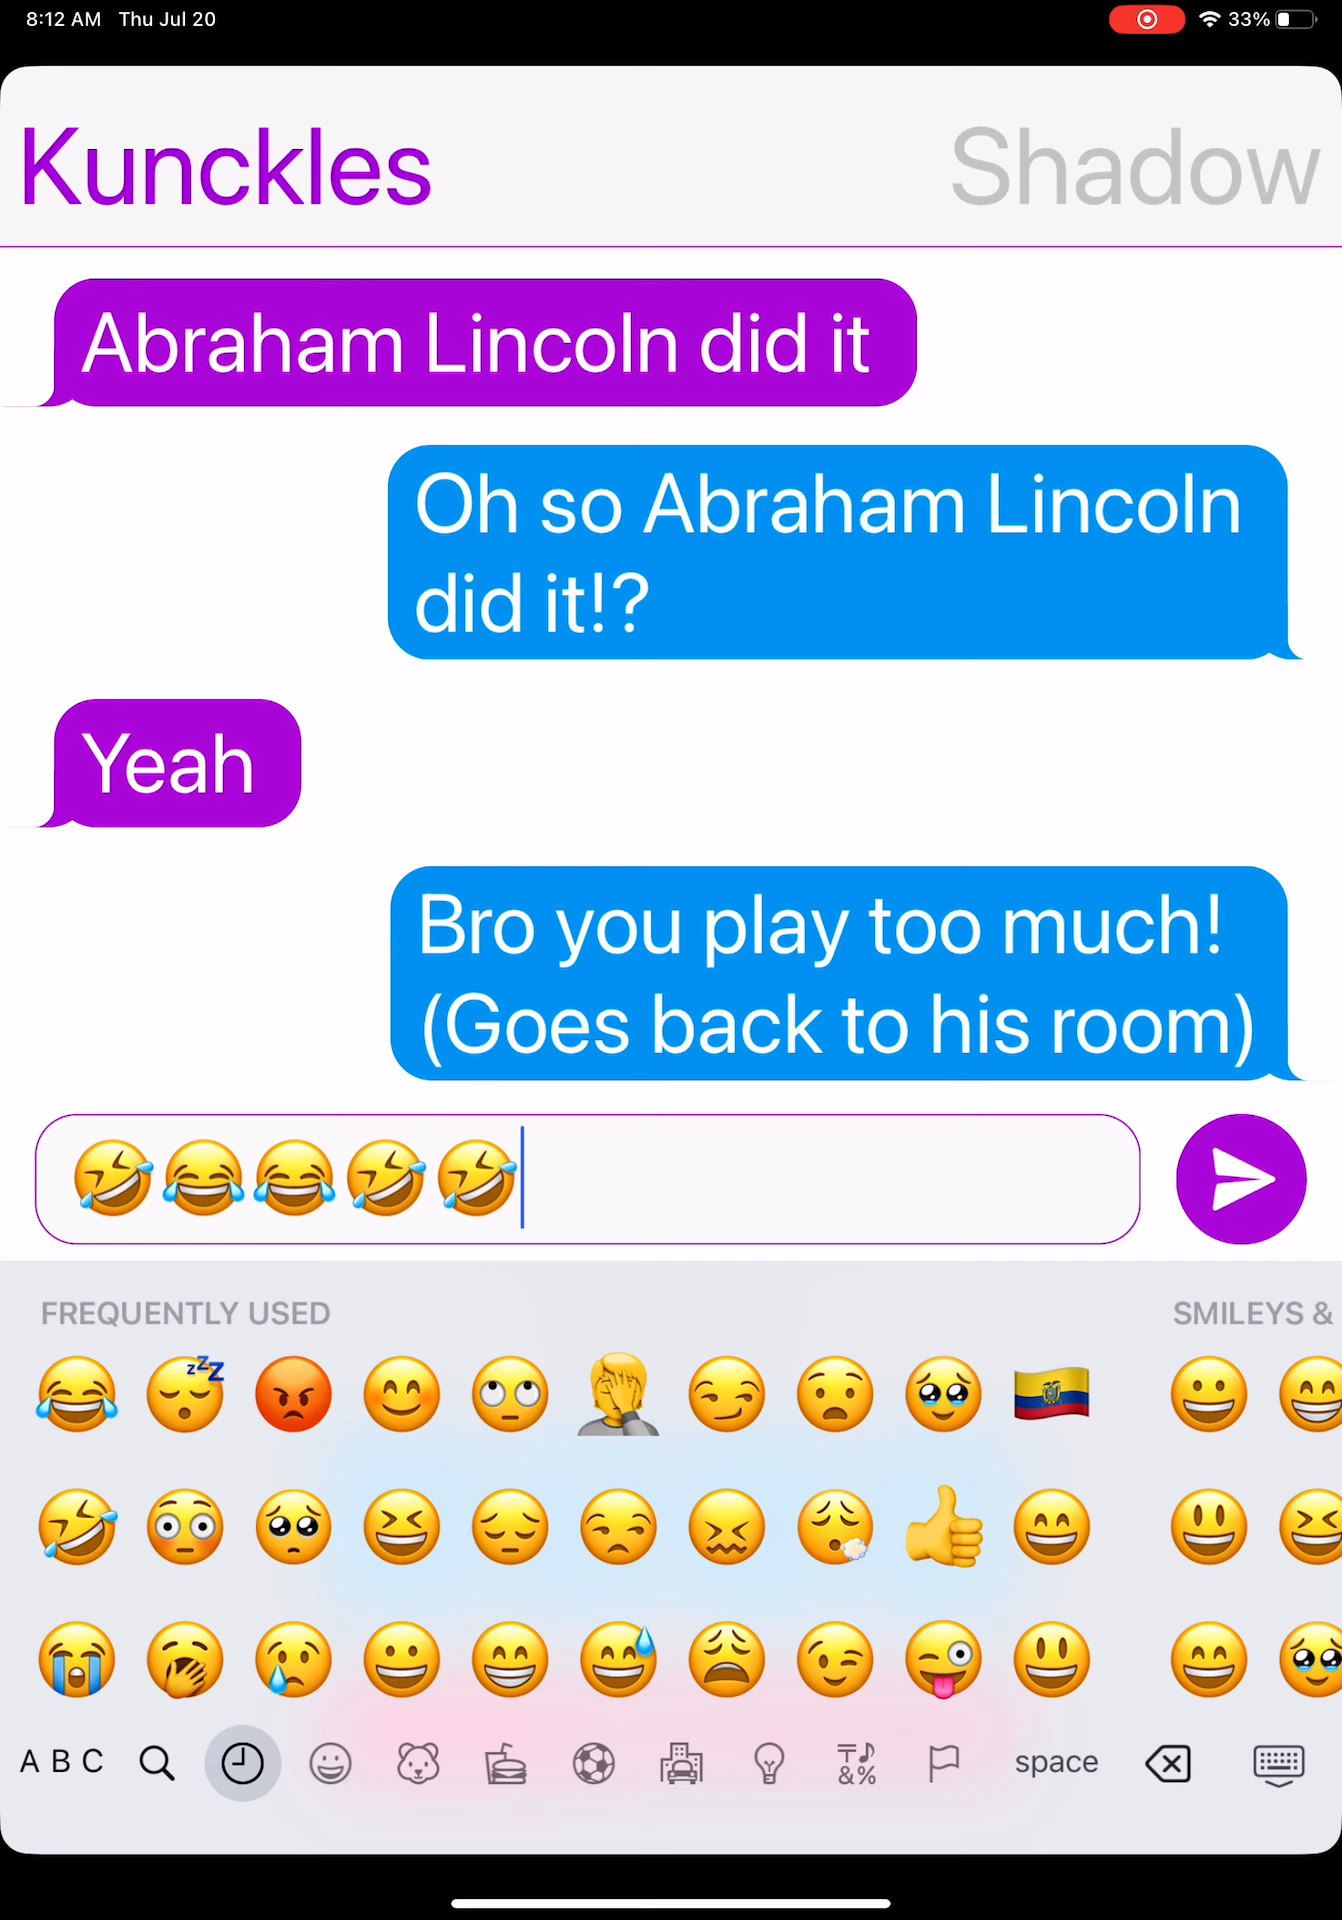 8:12 AM Thu Jul 20
33%
Kunckles
Shadow
Abraham Lincoln did it
Oh so Abraham Lincoln
did it!?
Yeah
Bro you play too much!
(Goes back to his room)
🤣😂😂🤣🤣
FREQUENTLY USED
SMILEYS &
ABC
space